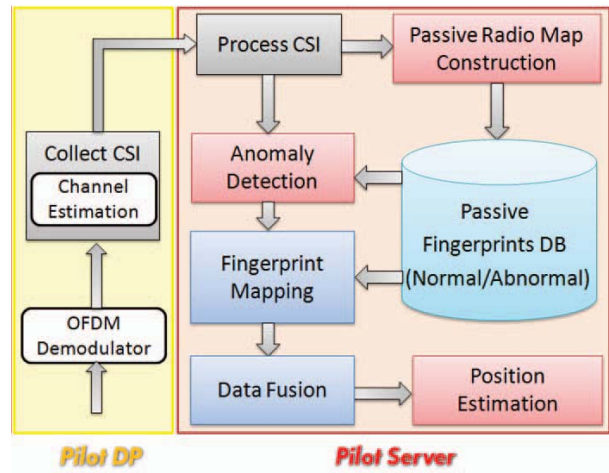 Process CSI
Passive Radio Map
Construction
Collect CSI
Channel
Estimation
Anomaly
Detection
Passive
Fingerprints DB
(Normal/Abnormal)
Fingerprint
Mapping
OFDM
Demodulator
Data Fusion
Position
Estimation
Pilot DP
Pilot Server